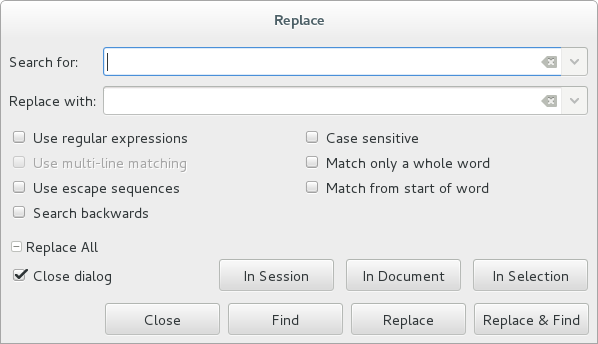 Replace
Search for:
Replace with:
Use regular expressions
Case sensitive
Use multi-line matching
Match only a whole word
Use escape sequences
Match from start of word
Search backwards
Replace All
Close dialog
In Session
In Document
In Selection
Close
Find
Replace
Replace & Find